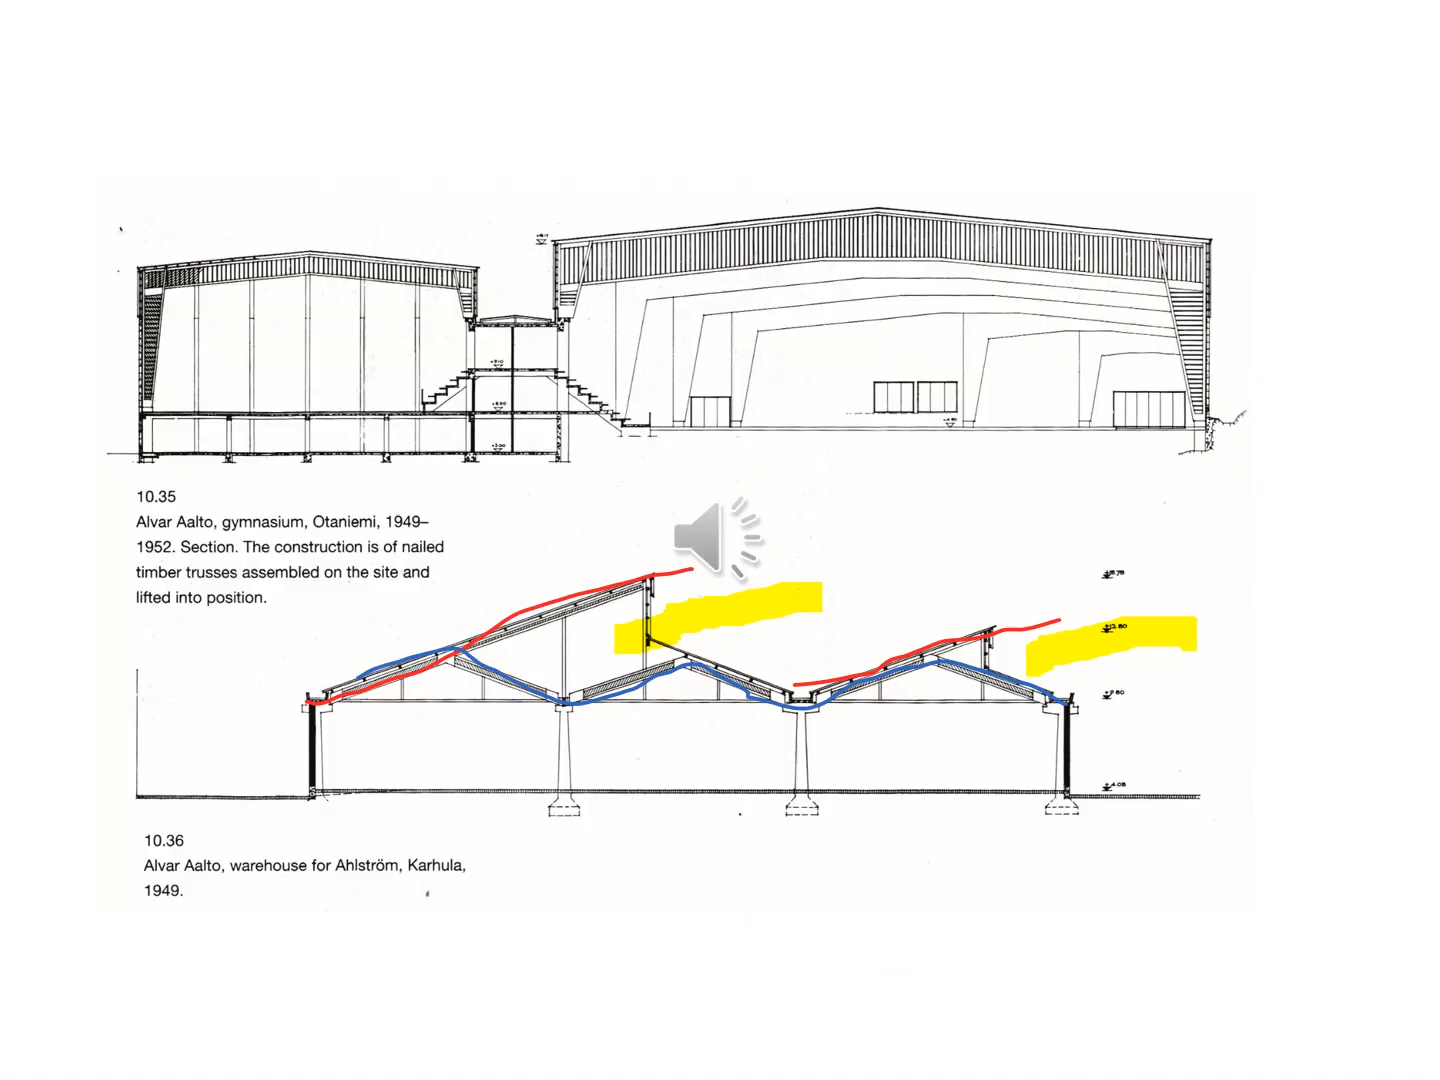 10.35
Alvar Aalto, gymnasium, Otaniemi, 1949–
1952. Section. The construction is of nailed
timber trusses assembled on the site and
lifted into position.
10.36
Alvar Aalto, warehouse for Ahlström, Karhula,
1949.